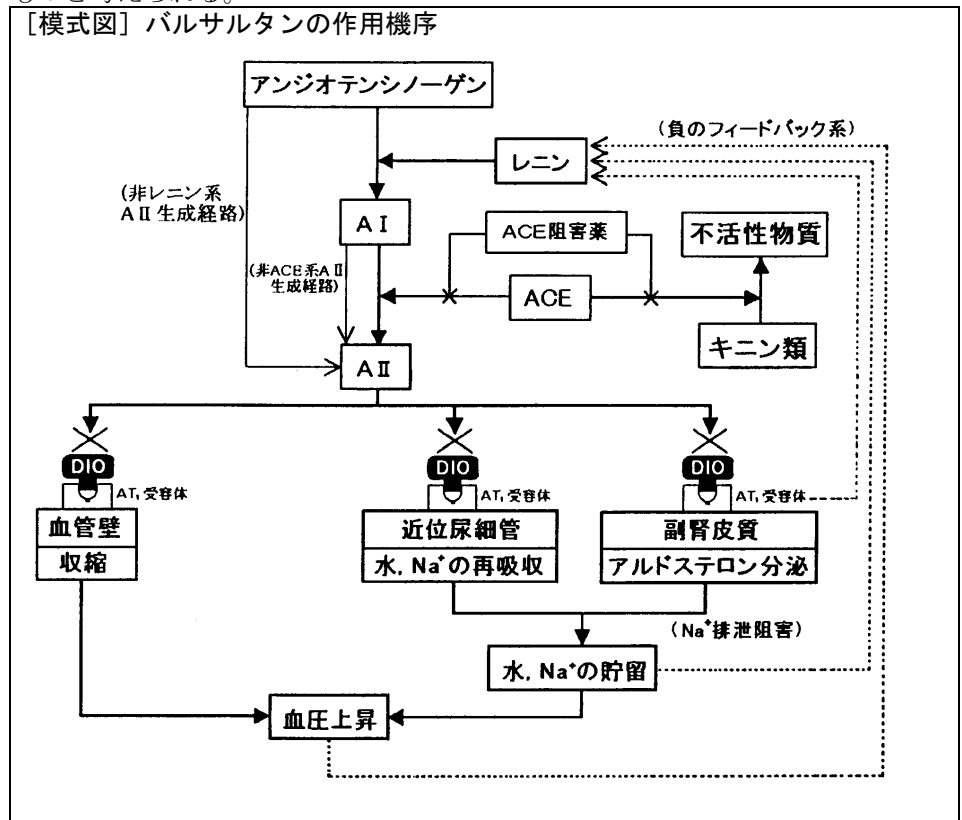 ［模式図］バルサルタンの作用機序
アンジオテンシノーゲン
(負のフィードバック系)
レニン
(非レニン系
AⅡ生成経路)
AⅠ
ACE阻害薬
不活性物質
(非ACE系AⅡ
生成経路)
ACE
キニン類
AⅡ
DIO
DIO
DIO
AT₁受容体
AT₁受容体
AT₁受容体
血管壁
収縮
近位尿細管
水, Na⁺の再吸収
副腎皮質
アルドステロン分泌
(Na⁺排泄阻害)
水, Na⁺の貯留
血圧上昇